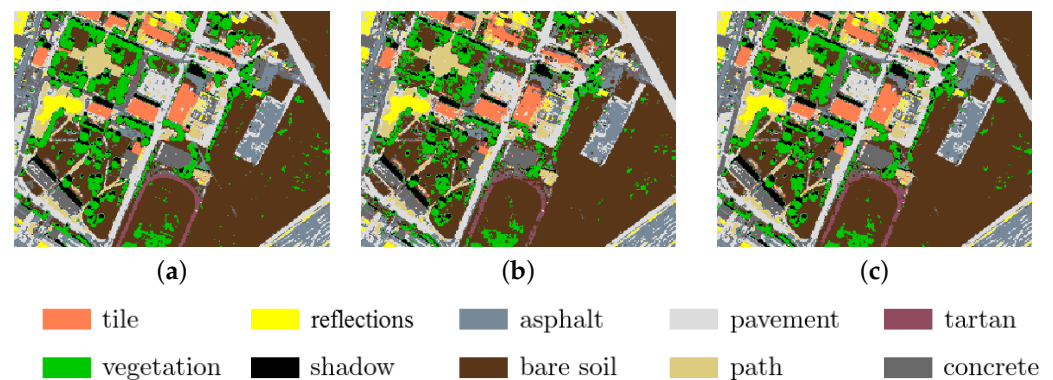 (a) (b) (c)
tile reflections asphalt pavement tartan
vegetation shadow bare soil path concrete